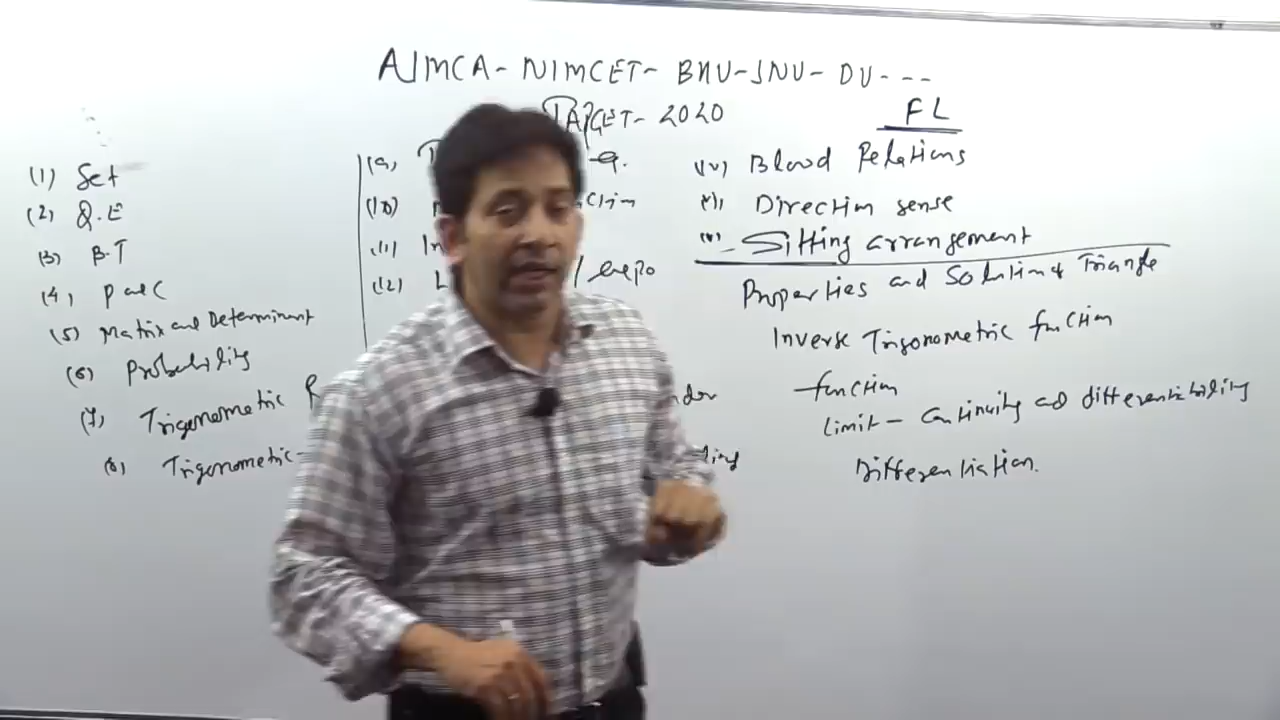 AIMCA - NIMCET - BHU - JNU - DU - - - -
TARGET - 2020
FL
(1) Set
(2) Q.E
(3) B.T
(4) P and C
(5) Matrix and Determinant
(6) Probability
(7) Trigonometric
(8) Trigonometric -
(9)
(10)
(11) In
(12) L
(iv) Blood Relations
Direction sense
Sitting arrangement
Properties and Solution of Triangle
Inverse Trigonometric function
function
Limit - Continuity and differentiability
Differentiation.